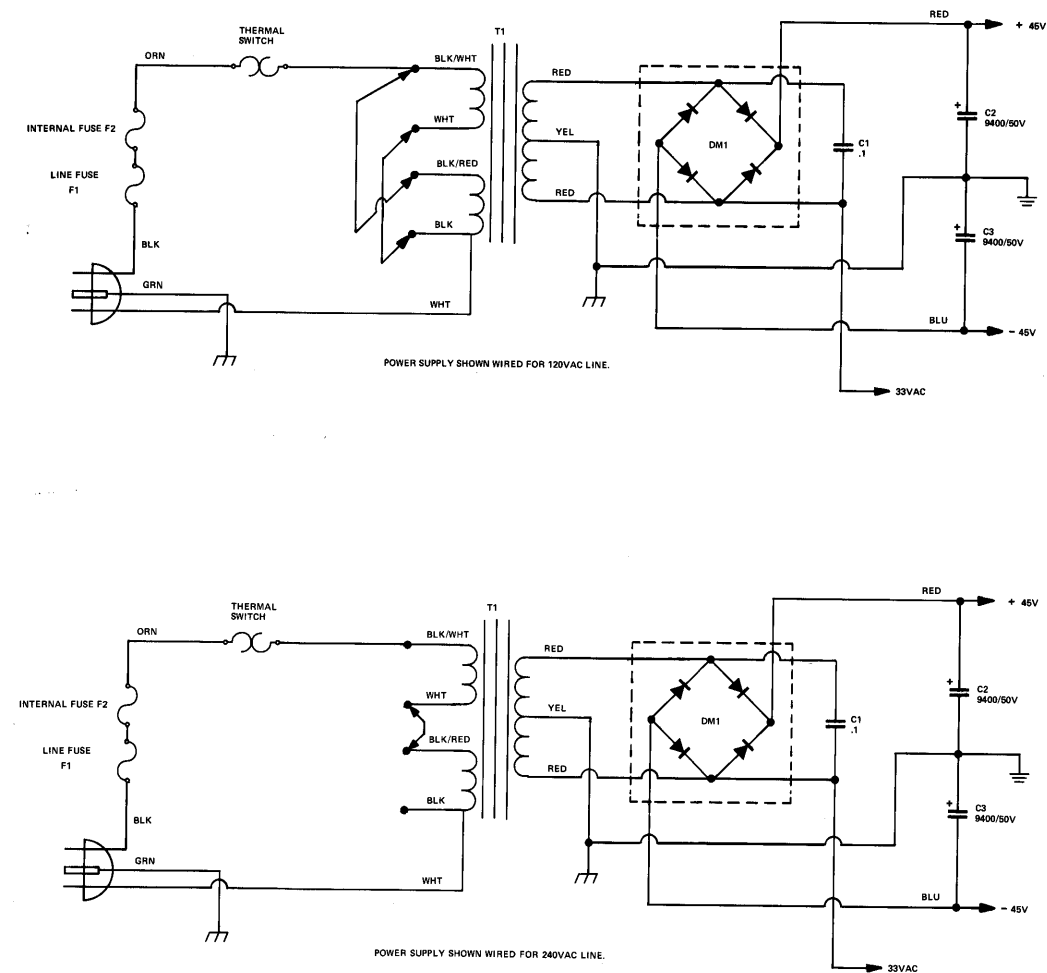 RED
+ 45V
THERMAL
SWITCH
T1
ORN
BLK/WHT
RED
INTERNAL FUSE F2
WHT
YEL
DM1
C1
.1
+
C2
9400/50V
LINE FUSE
F1
BLK/RED
RED
BLK
BLK
+
C3
9400/50V
GRN
WHT
BLU
- 45V
POWER SUPPLY SHOWN WIRED FOR 120VAC LINE.
33VAC
RED
+ 45V
THERMAL
SWITCH
T1
ORN
BLK/WHT
RED
INTERNAL FUSE F2
WHT
YEL
DM1
C1
.1
+
C2
9400/50V
LINE FUSE
F1
BLK/RED
RED
BLK
BLK
+
C3
9400/50V
GRN
WHT
BLU
- 45V
POWER SUPPLY SHOWN WIRED FOR 240VAC LINE.
33VAC